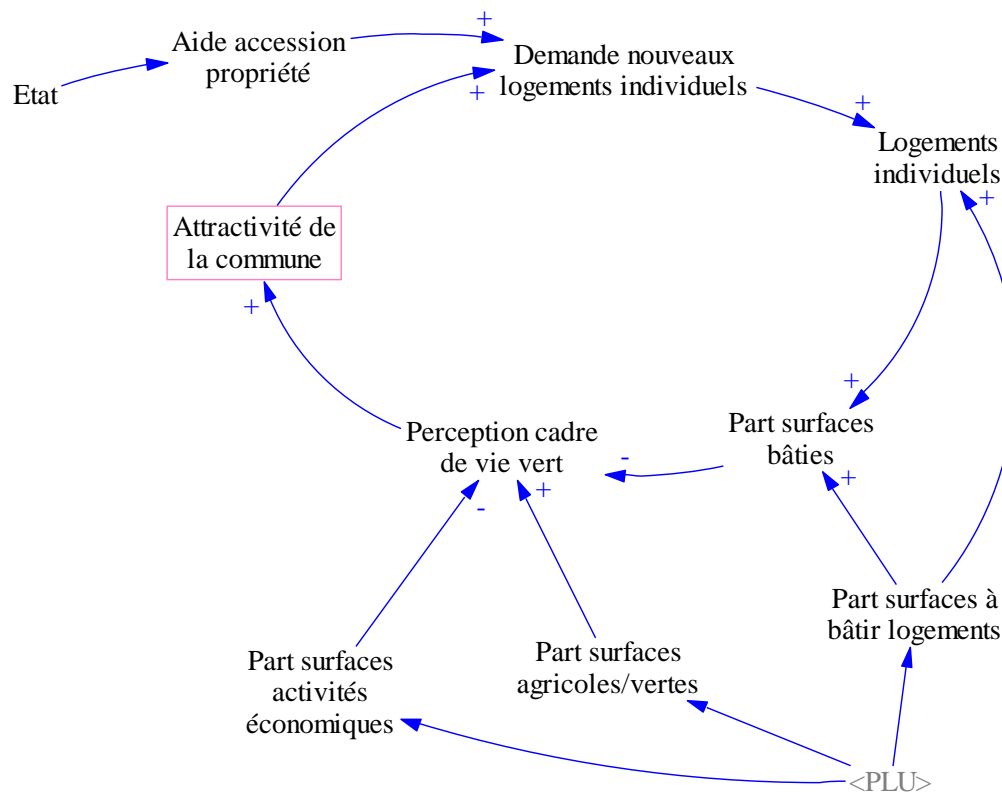 +
Aide accession
propriété
Demande nouveaux
logements individuels
Etat
+
+
Logements
individuels
+
Attractivité de
la commune
+
+
Part surfaces
bâties
Perception cadre
de vie vert
-
+
+
-
Part surfaces à
bâtir logements
Part surfaces
agricoles/vertes
Part surfaces
activités
économiques
<PLU>